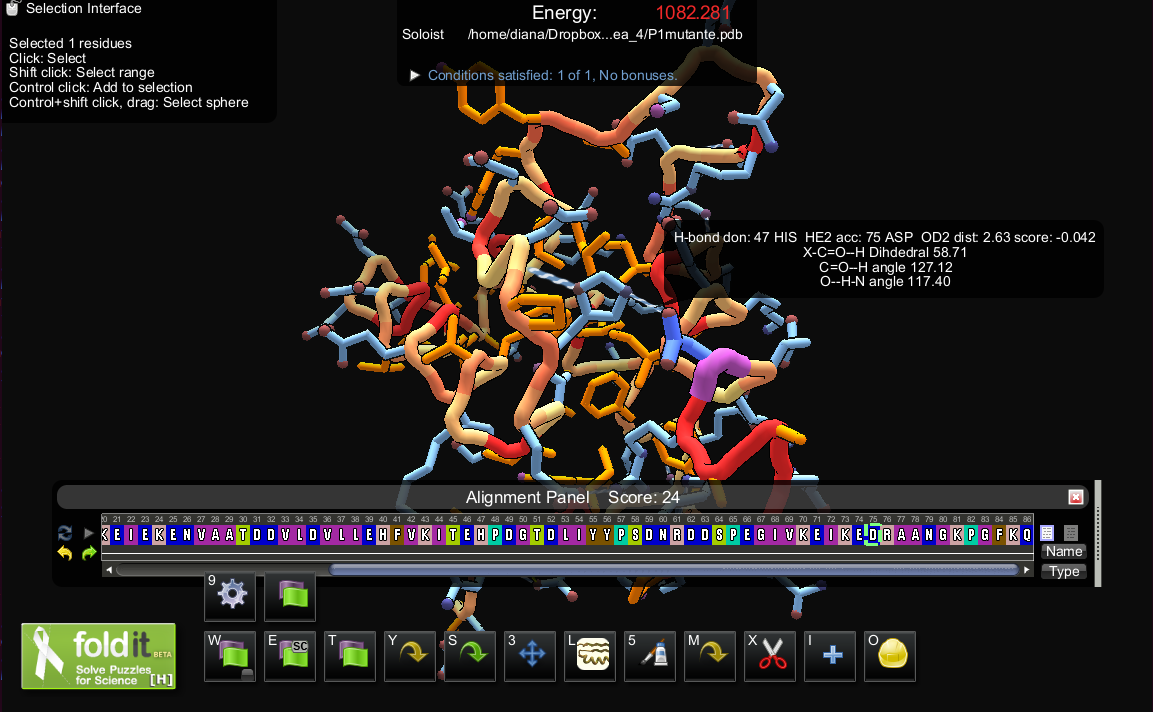 Selection Interface
Selected 1 residues
Click: Select
Shift click: Select range
Control click: Add to selection
Control+shift click, drag: Select sphere
Energy: 1082.281
Soloist /home/diana/Dropbox...ea_4/P1mutante.pdb
Conditions satisfied: 1 of 1, No bonuses.
H-bond don: 47 HIS HE2 acc: 75 ASP OD2 dist: 2.63 score: -0.042
X-C=O--H Dihdedral 58.71
C=O--H angle 127.12
O--H-N angle 117.40
Alignment Panel Score: 24
20 21 22 23 24 25 26 27 28 29 30 31 32 33 34 35 36 37 38 39 40 41 42 43 44 45 46 47 48 49 50 51 52 53 54 55 56 57 58 59 60 61 62 63 64 65 66 67 68 69 70 71 72 73 74 75 76 77 78 79 80 81 82 83 84 85 86
K E I E K E N V A A T D D V L D V L L E H F V K I T E H P D G T D L I Y Y P S D N R D D S P E G I V K E I K E D R A A N G K P G F K Q
Name
Type
9
W E SC T Y S 3 L 5 M X I O
foldit BETA
Solve Puzzles
for Science [H]